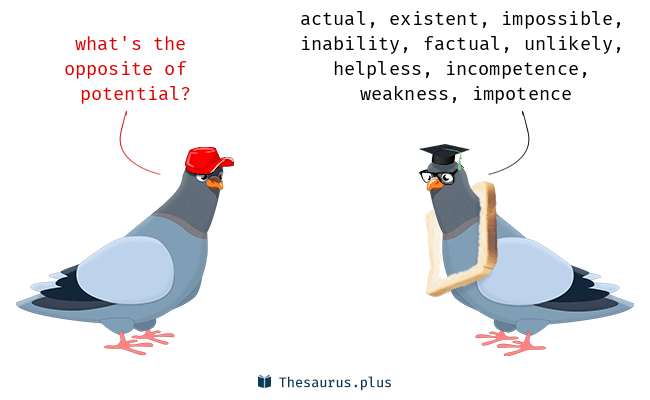 what's the
opposite of
potential?
actual, existent, impossible,
inability, factual, unlikely,
helpless, incompetence,
weakness, impotence
Thesaurus.plus